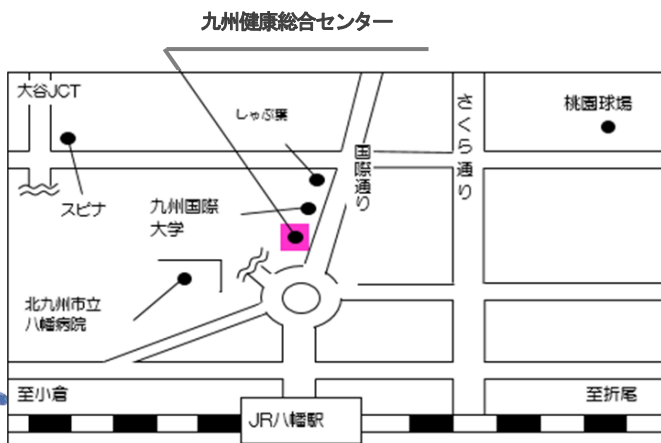 九州健康総合センター
大谷JCT
しゃぶ葉
さくら通り
桃園球場
国際通り
スピナ
九州国際
大学
北九州市立
八幡病院
至小倉
JR八幡駅
至折尾